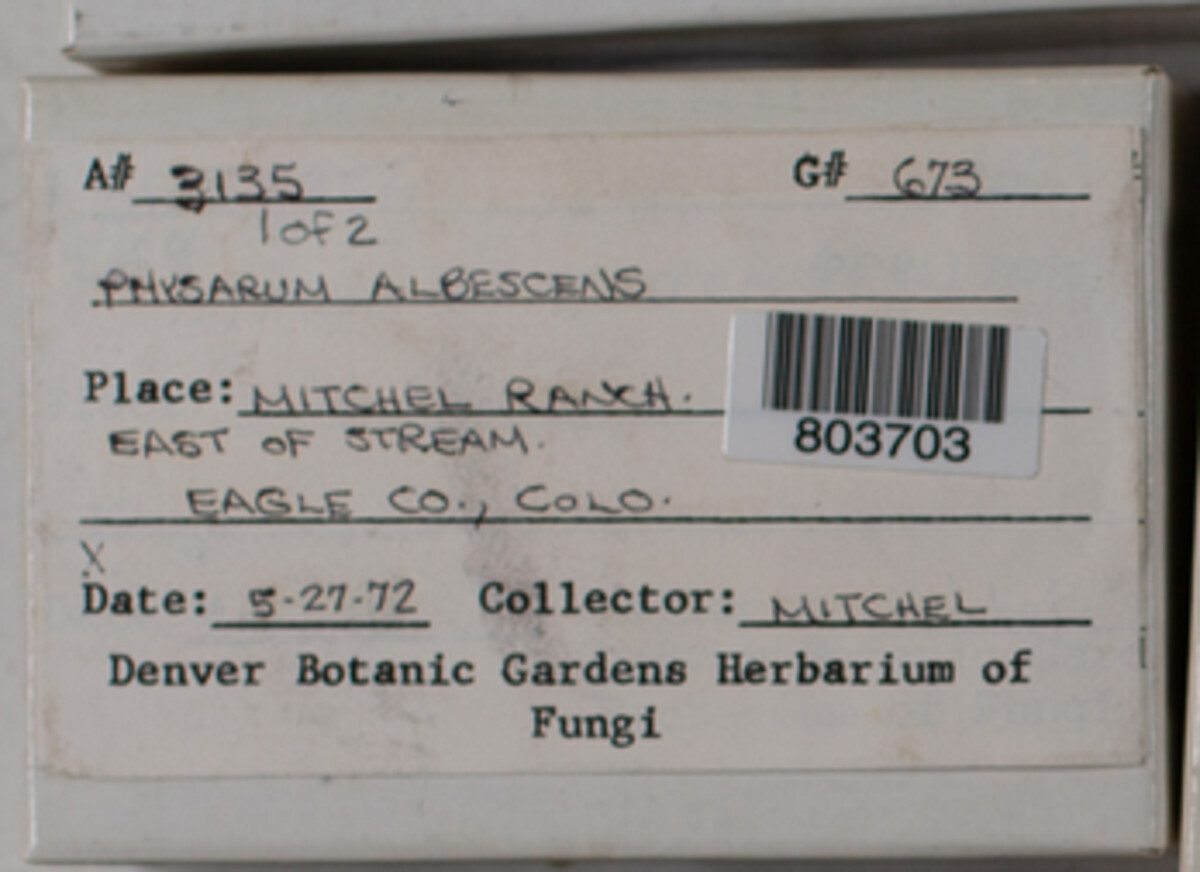 A# 3135 G# 673
1 of 2
PHYSARUM ALBESCENS
Place: MITCHEL RANCH.
803703
EAST OF STREAM.
EAGLE CO., COLO.
X
Date: 5-27-72 Collector: MITCHEL
Denver Botanic Gardens Herbarium of
Fungi